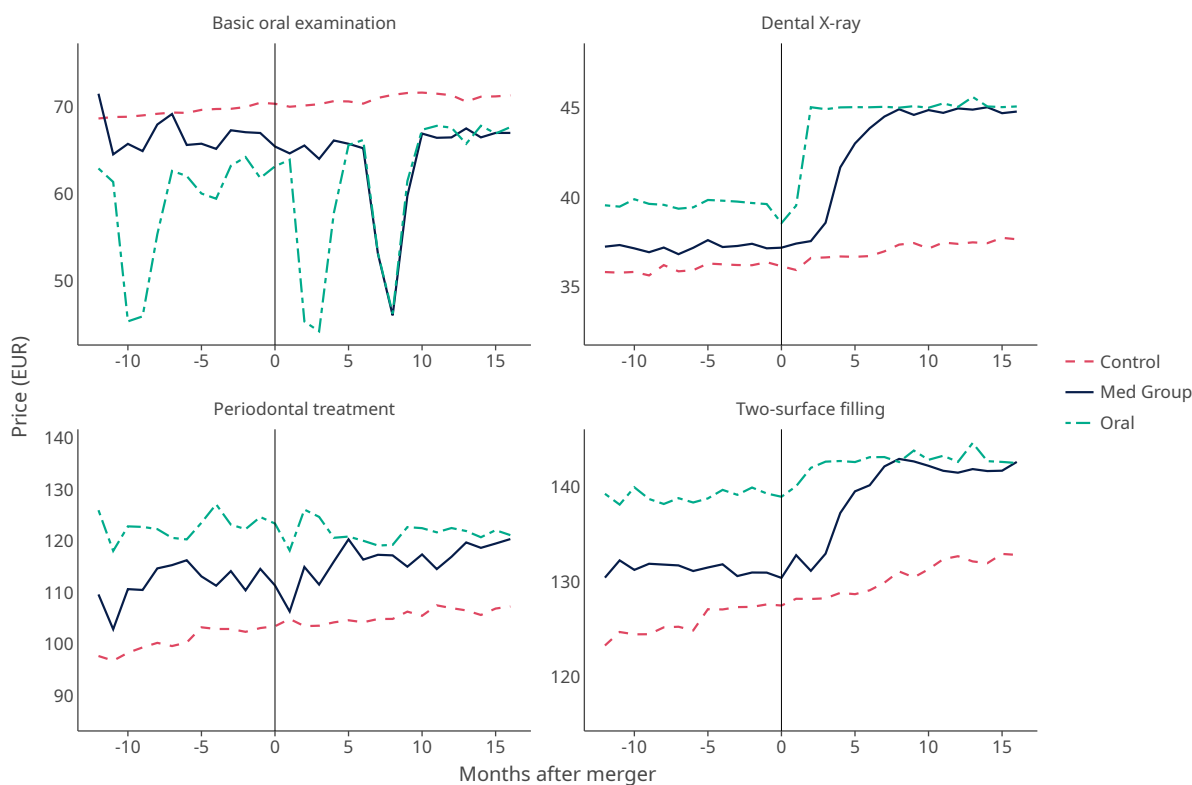 Basic oral examination
Dental X-ray
70
60
50
45
40
35
-10 -5 0 5 10 15
-10 -5 0 5 10 15
Price (EUR)
Control
Med Group
Oral
Periodontal treatment
Two-surface filling
140
130
120
110
100
90
140
130
120
-10 -5 0 5 10 15
-10 -5 0 5 10 15
Months after merger